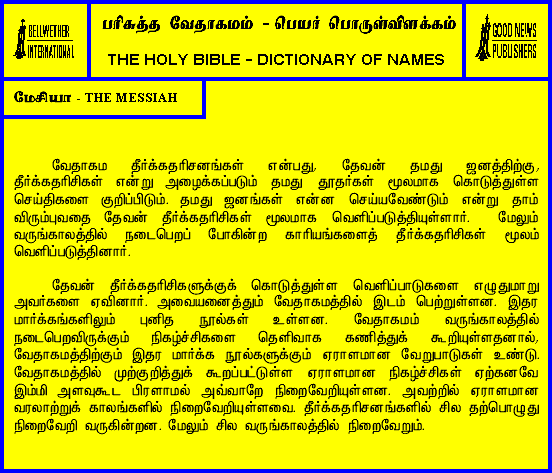 BELLWETHER
INTERNATIONAL
பரிசுத்த வேதாகமம் - பெயர் பொருள்விளக்கம்
THE HOLY BIBLE - DICTIONARY OF NAMES
GOOD NEWS
PUBLISHERS
மேசியா - THE MESSIAH
வேதாகம தீர்க்கதரிசனங்கள் என்பது, தேவன் தமது ஜனத்திற்கு,
தீர்க்கதரிசிகள் என்று அழைக்கப்படும் தமது தூதர்கள் மூலமாக கொடுத்துள்ள
செய்திகளை குறிப்பிடும். தமது ஜனங்கள் என்ன செய்யவேண்டும் என்று தாம்
விரும்புவதை தேவன் தீர்க்கதரிசிகள் மூலமாக வெளிப்படுத்தியுள்ளார். மேலும்
வருங்காலத்தில் நடைபெறப் போகின்ற காரியங்களைத் தீர்க்கதரிசிகள் மூலம்
வெளிப்படுத்தினார்.
தேவன் தீர்க்கதரிசிகளுக்குக் கொடுத்துள்ள வெளிப்பாடுகளை எழுதுமாறு
அவர்களை ஏவினார். அவையனைத்தும் வேதாகமத்தில் இடம் பெற்றுள்ளன. இதர
மார்க்கங்களிலும் புனித நூல்கள் உள்ளன. வேதாகமம் வருங்காலத்தில்
நடைபெறவிருக்கும் நிகழ்ச்சிகளை தெளிவாக கணித்துக் கூறியுள்ளதனால்,
வேதாகமத்திற்கும் இதர மார்க்க நூல்களுக்கும் ஏராளமான வேறுபாடுகள் உண்டு.
வேதாகமத்தில் முற்குறித்துக் கூறப்பட்டுள்ள ஏராளமான நிகழ்ச்சிகள் ஏற்கனவே
இம்மி அளவுகூட பிரளாமல் அவ்வாறே நிறைவேறியுள்ளன. அவற்றில் ஏராளமான
வரலாற்றுக் காலங்களில் நிறைவேறியுள்ளவை. தீர்க்கதரிசனங்களில் சில தற்பொழுது
நிறைவேறி வருகின்றன. மேலும் சில வருங்காலத்தில் நிறைவேறும்.